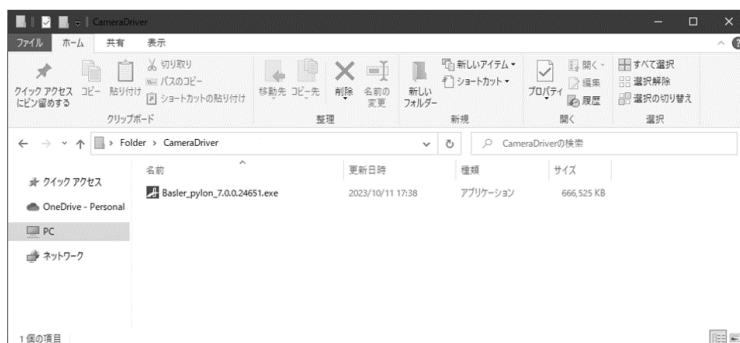 CameraDriver
ファイル ホーム 共有 表示
クイック アクセス にピン留めする
コピー
貼り付け
切り取り
パスのコピー
ショートカットの貼り付け
クリップボード
移動先
コピー先
削除
名前の変更
整理
新しいフォルダー
新しいアイテム
ショートカット
新規
プロパティ
開く
編集
履歴
開く
すべて選択
選択解除
選択の切り替え
選択
Folder > CameraDriver
CameraDriverの検索
名前 更新日時 種類 サイズ
クイック アクセス
OneDrive - Personal
PC
ネットワーク
Basler_pylon_7.0.0.24651.exe 2023/10/11 17:38 アプリケーション 666,525 KB
1 個の項目